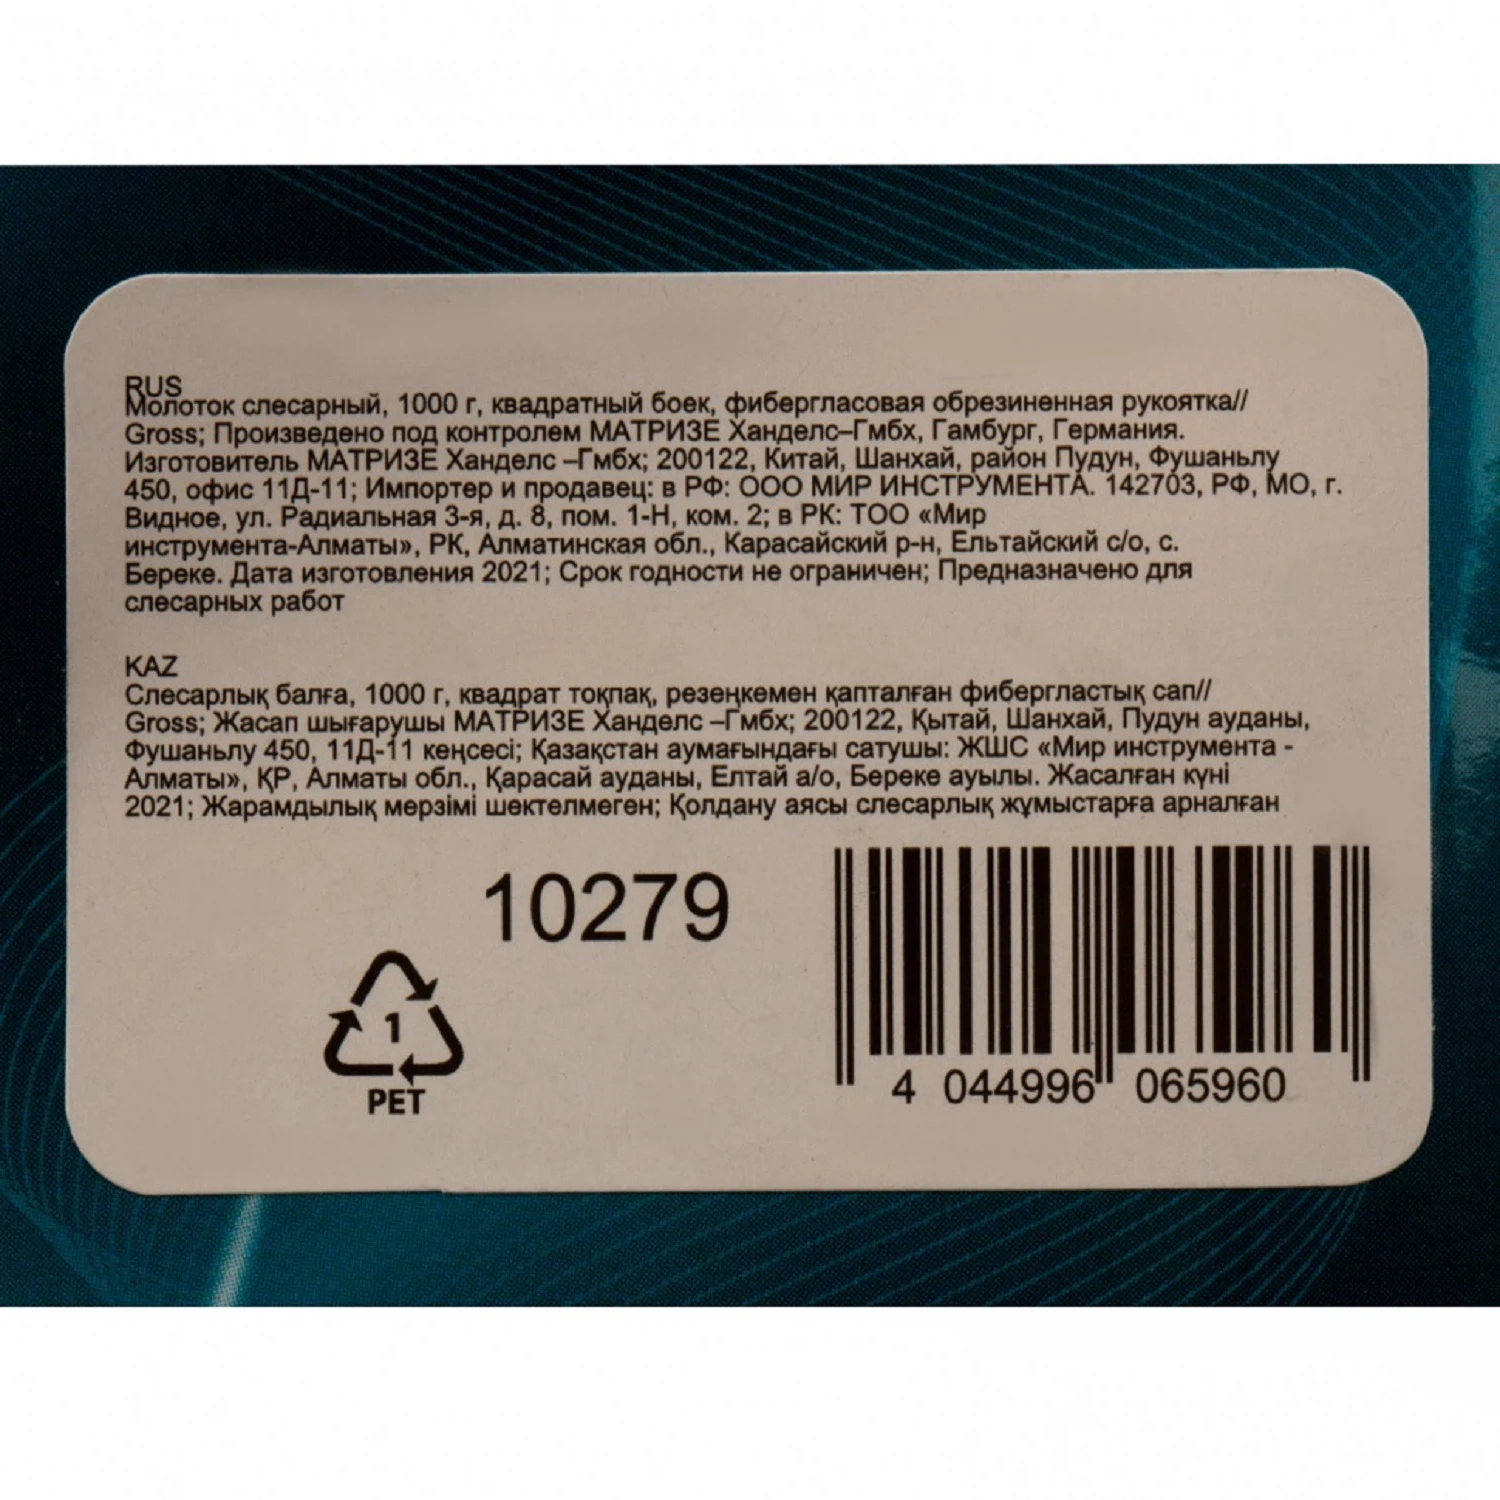 RUS
Молоток слесарный, 1000 г, квадратный боек, фибергласовая обрезиненная рукоятка//
Gross; Произведено под контролем МАТРИЗЕ Ханделс–Гмбх, Гамбург, Германия.
Изготовитель МАТРИЗЕ Ханделс –Гмбх; 200122, Китай, Шанхай, район Пудун, Фушаньлу
450, офис 11Д-11; Импортер и продавец: в РФ: ООО МИР ИНСТРУМЕНТА. 142703, РФ, МО, г.
Видное, ул. Радиальная 3-я, д. 8, пом. 1-Н, ком. 2; в РК: ТОО «Мир
инструмента-Алматы», РК, Алматинская обл., Карасайский р-н, Ельтайский с/о, с.
Береке. Дата изготовления 2021; Срок годности не ограничен; Предназначено для
слесарных работ
KAZ
Слесарлық балға, 1000 г, квадрат тоқпақ, резеңкемен қапталған фибергластық сап//
Gross; Жасап шығарушы МАТРИЗЕ Ханделс –Гмбх; 200122, Қытай, Шанхай, Пудун ауданы,
Фушаньлу 450, 11Д-11 кеңсесі; Қазақстан аумағындағы сатушы: ЖШС «Мир инструмента -
Алматы», ҚР, Алматы обл., Қарасай ауданы, Елтай а/о, Береке ауылы. Жасалған күні
2021; Жарамдылық мерзімі шектелмеген; Қолдану аясы слесарлық жұмыстарға арналған
10279
1
PET
4 044996 065960